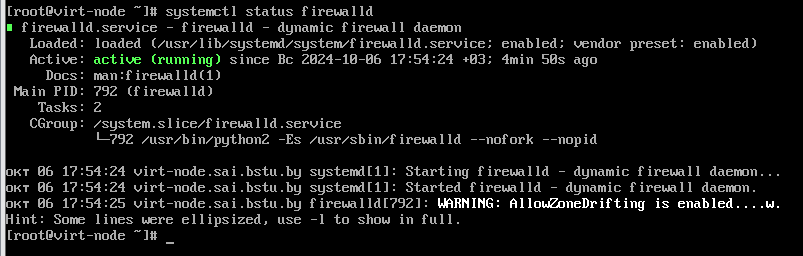 [root@virt-node ~]# systemctl status firewalld
firewalld.service - firewalld - dynamic firewall daemon
Loaded: loaded (/usr/lib/systemd/system/firewalld.service; enabled; vendor preset: enabled)
Active: active (running) since Вс 2024-10-06 17:54:24 +03; 4min 50s ago
Docs: man:firewalld(1)
Main PID: 792 (firewalld)
Tasks: 2
CGroup: /system.slice/firewalld.service
└─792 /usr/bin/python2 -Es /usr/sbin/firewalld --nofork --nopid
окт 06 17:54:24 virt-node.sai.bstu.by systemd[1]: Starting firewalld - dynamic firewall daemon...
окт 06 17:54:24 virt-node.sai.bstu.by systemd[1]: Started firewalld - dynamic firewall daemon.
окт 06 17:54:25 virt-node.sai.bstu.by firewalld[792]: WARNING: AllowZoneDrifting is enabled....w.
Hint: Some lines were ellipsized, use -l to show in full.
[root@virt-node ~]# _